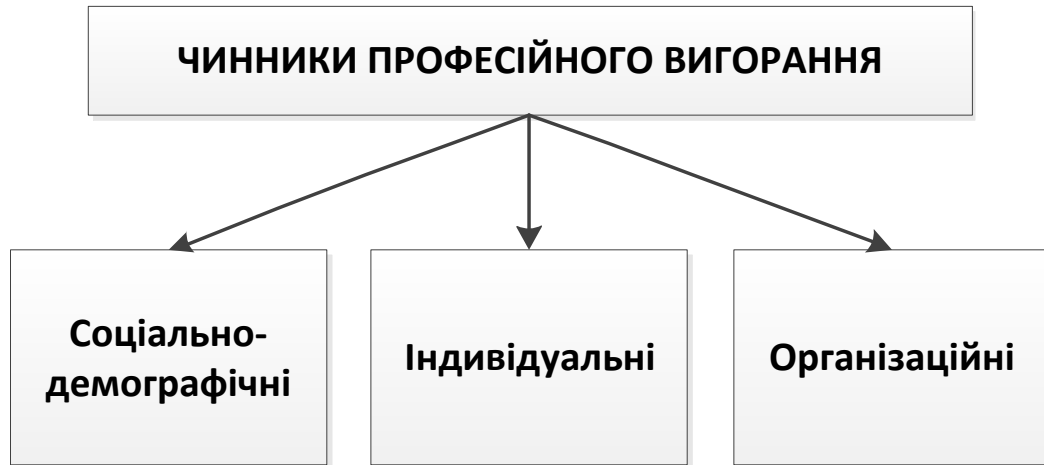 ЧИННИКИ ПРОФЕСІЙНОГО ВИГОРАННЯ
Соціально-
демографічні
Індивідуальні
Організаційні